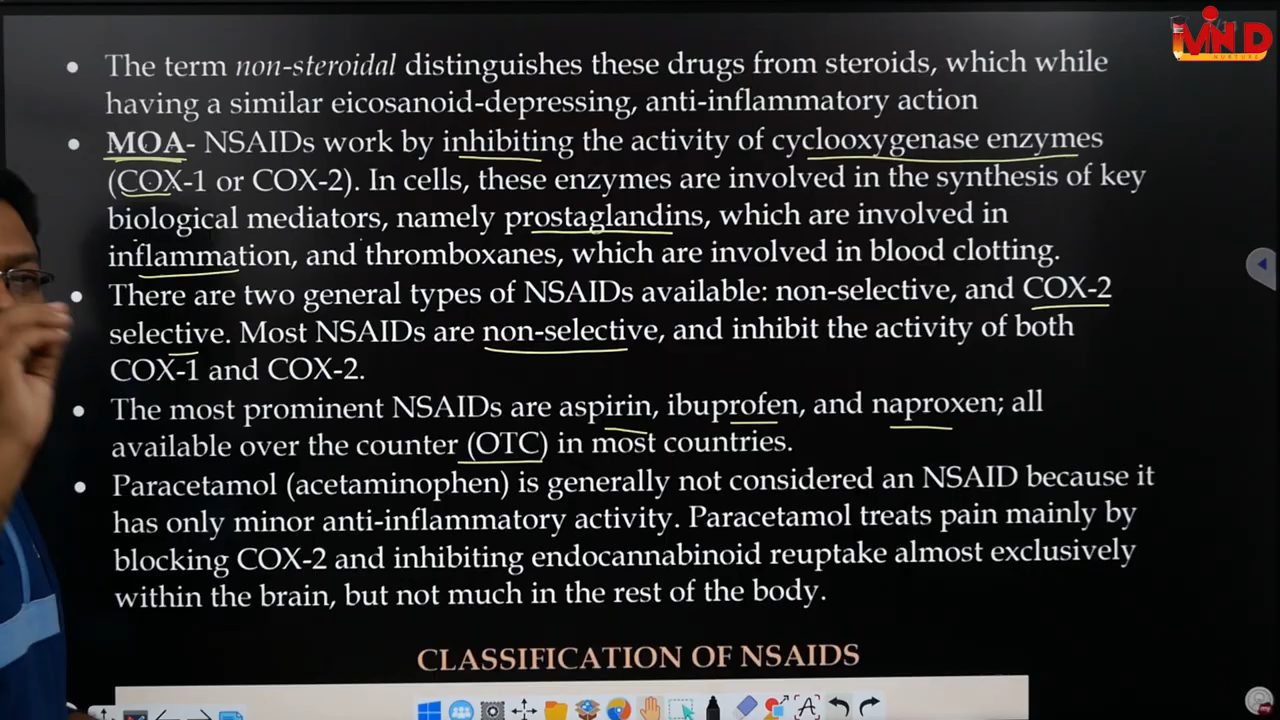 MIND
NURTURE
• The term non-steroidal distinguishes these drugs from steroids, which while
having a similar eicosanoid-depressing, anti-inflammatory action
• MOA- NSAIDs work by inhibiting the activity of cyclooxygenase enzymes
(COX-1 or COX-2). In cells, these enzymes are involved in the synthesis of key
biological mediators, namely prostaglandins, which are involved in
inflammation, and thromboxanes, which are involved in blood clotting.
• There are two general types of NSAIDs available: non-selective, and COX-2
selective. Most NSAIDs are non-selective, and inhibit the activity of both
COX-1 and COX-2.
• The most prominent NSAIDs are aspirin, ibuprofen, and naproxen; all
available over the counter (OTC) in most countries.
• Paracetamol (acetaminophen) is generally not considered an NSAID because it
has only minor anti-inflammatory activity. Paracetamol treats pain mainly by
blocking COX-2 and inhibiting endocannabinoid reuptake almost exclusively
within the brain, but not much in the rest of the body.
CLASSIFICATION OF NSAIDS
A